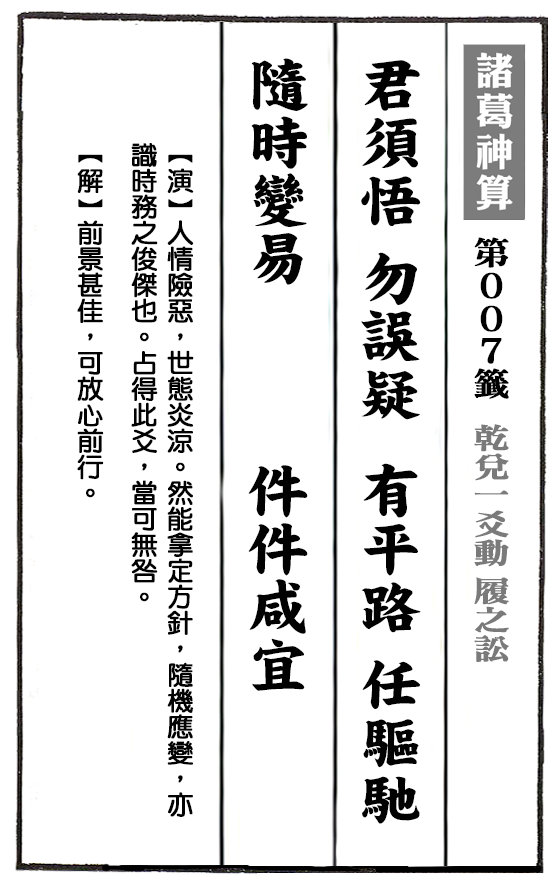 諸葛神算 第００７籤 乾兌一爻動 履之訟
君須悟 勿誤疑 有平路 任驅馳
隨時變易 件件咸宜
【演】人情險惡，世態炎涼。然能拿定方針，隨機應變，亦
識時務之俊傑也。占得此爻，當可無咎。
【解】前景甚佳，可放心前行。